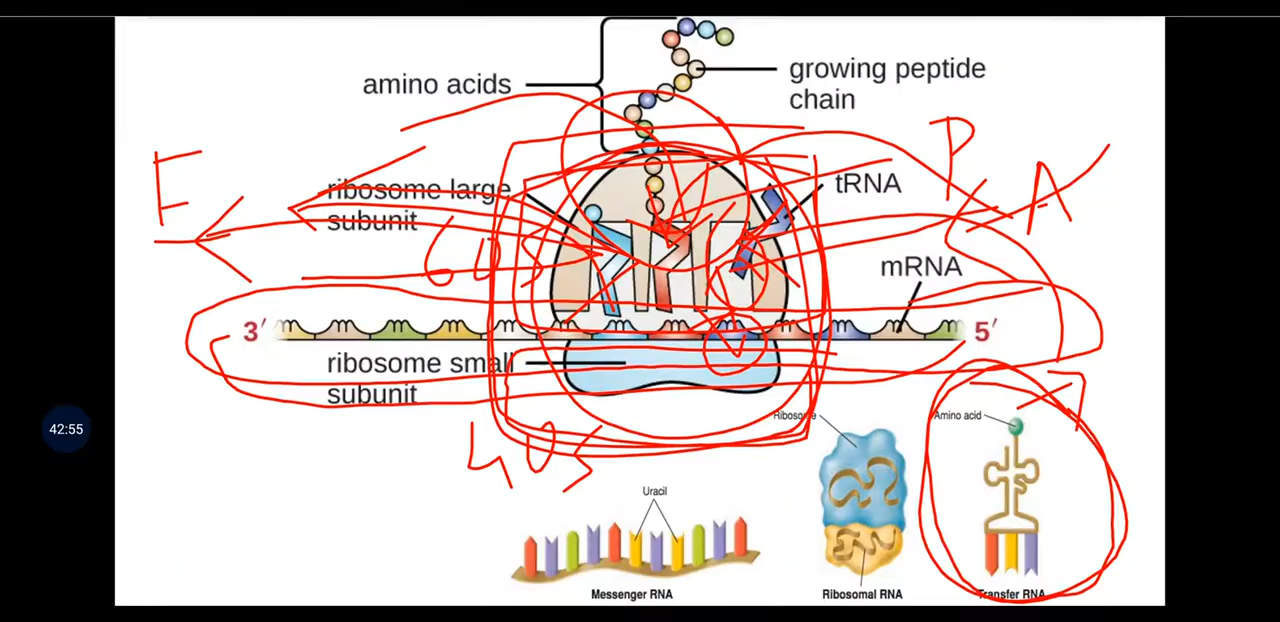 growing peptide
chain
amino acids
P
E
A
ribosome large
subunit
tRNA
60s
mRNA
3′
5′
ribosome small
subunit
40s
42:55
Ribosome
Amino acid
Uracil
Messenger RNA
Ribosomal RNA
Transfer RNA